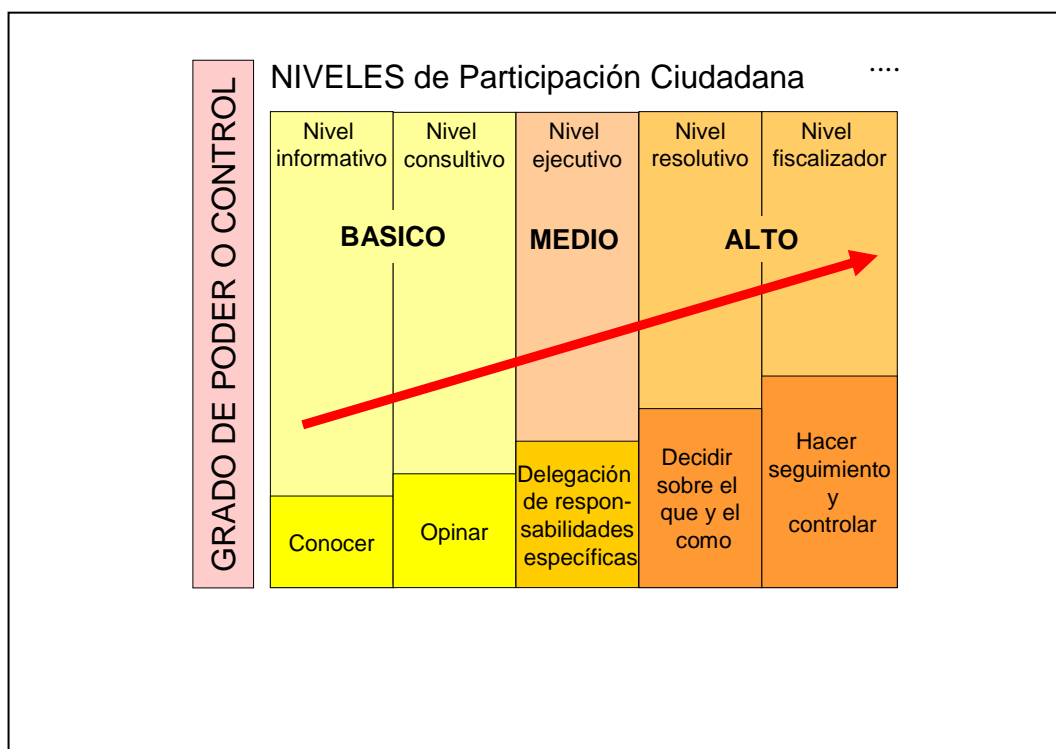 GRADO DE PODER O CONTROL
NIVELES de Participación Ciudadana
....
Nivel
informativo
Nivel
consultivo
Nivel
ejecutivo
Nivel
resolutivo
Nivel
fiscalizador
BASICO
MEDIO
ALTO
Conocer
Opinar
Delegación
de respon-
sabilidades
específicas
Decidir
sobre el
que y el
como
Hacer
seguimiento
y
controlar